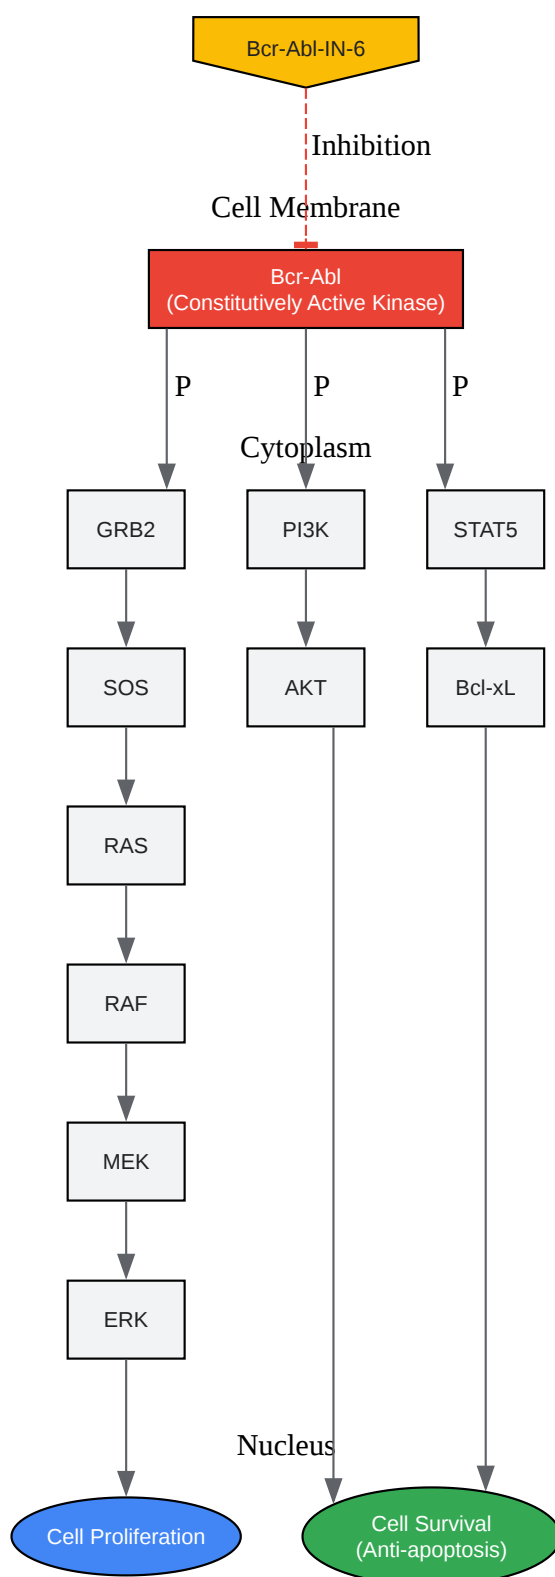 Bcr-Abl-IN-6
Inhibition
Cell Membrane
Bcr-Abl
(Constitutively Active Kinase)
P
P
P
Cytoplasm
GRB2
PI3K
STAT5
SOS
AKT
Bcl-xL
RAS
RAF
MEK
ERK
Nucleus
Cell Proliferation
Cell Survival
(Anti-apoptosis)